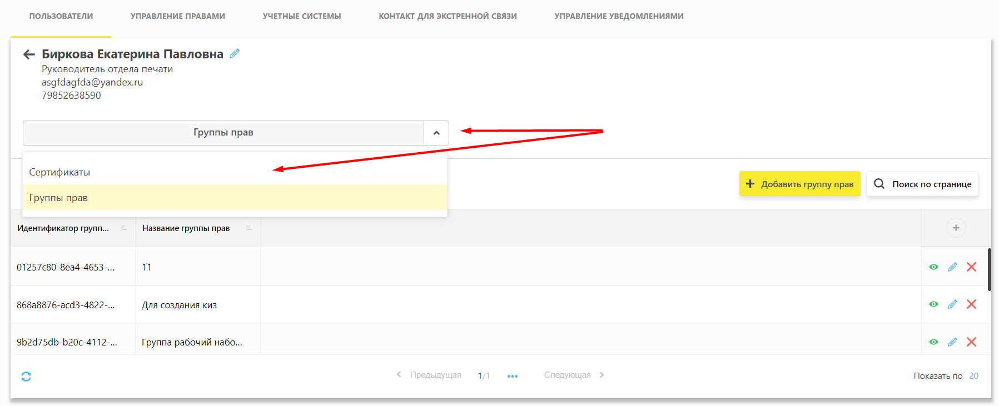 ПОЛЬЗОВАТЕЛИ УПРАВЛЕНИЕ ПРАВАМИ УЧЕТНЫЕ СИСТЕМЫ КОНТАКТ ДЛЯ ЭКСТРЕННОЙ СВЯЗИ УПРАВЛЕНИЕ УВЕДОМЛЕНИЯМИ
Биркова Екатерина Павловна
Руководитель отдела печати
asgfdagfda@yandex.ru
79852638590
Группы прав
Сертификаты
Группы прав
Добавить группу прав Поиск по странице
Идентификатор групп... Название группы прав
01257c80-8ea4-4653-... 11
868a8876-acd3-4822-... Для создания киз
9b2d75db-b20c-4112-... Группа рабочий набо...
Предыдущая 1/1 ••• Следующая Показать по 20